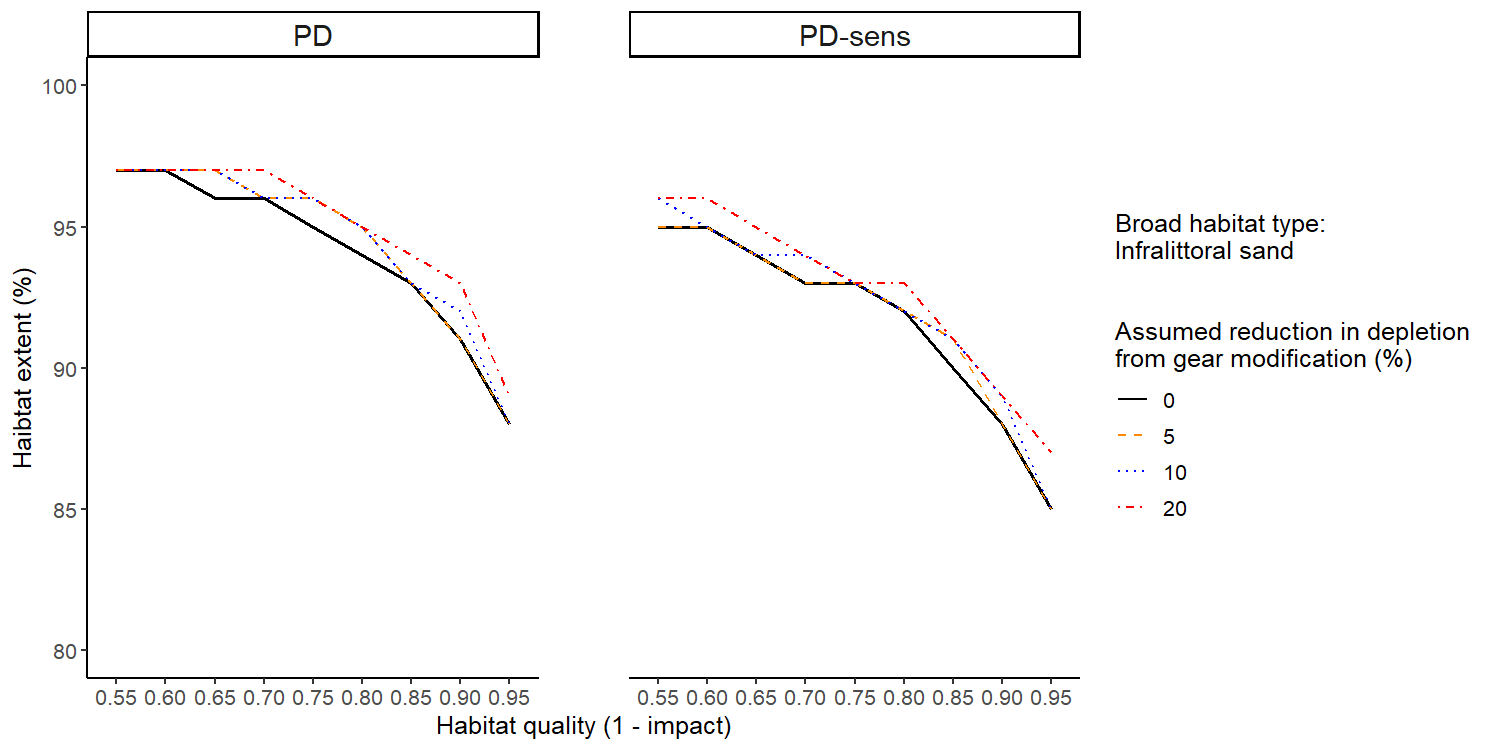 PD
PD-sens
100
95
90
85
80
Haibtat extent (%)
0.55 0.60 0.65 0.70 0.75 0.80 0.85 0.90 0.95
0.55 0.60 0.65 0.70 0.75 0.80 0.85 0.90 0.95
Habitat quality (1 - impact)
Broad habitat type:
Infralittoral sand
Assumed reduction in depletion
from gear modification (%)
0
5
10
20